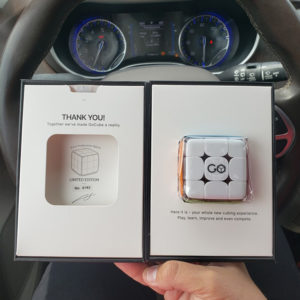 THANK YOU!
Together we've made GoCube a reality.
LIMITED EDITION
GO
Here it is - your whole new cubing experience.
Play, learn, improve and even compete.